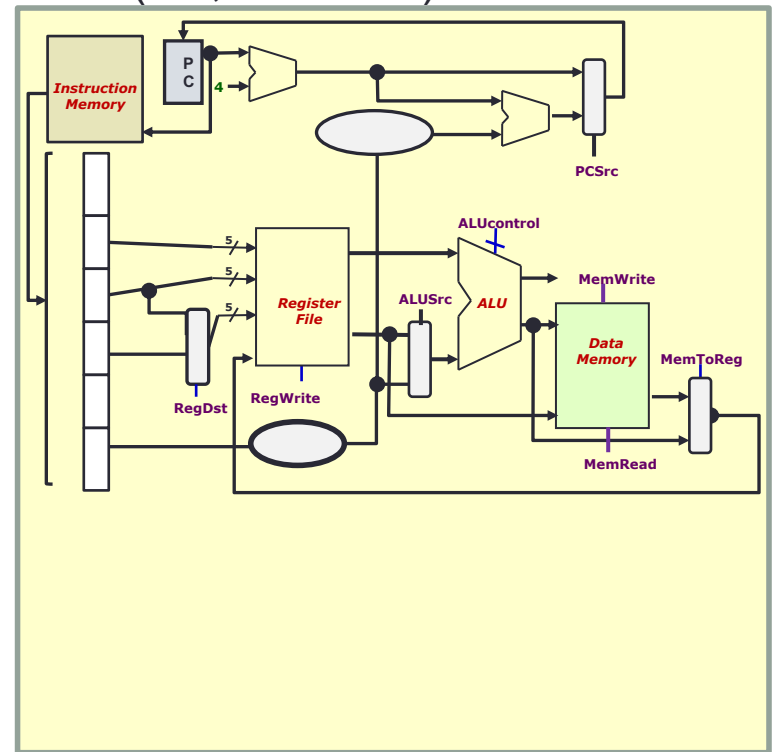 P
C
Instruction
Memory
4
PCSrc
ALUcontrol
5
MemWrite
5
ALUSrc
Register
File
ALU
5
Data
Memory
MemToReg
RegDst
RegWrite
MemRead